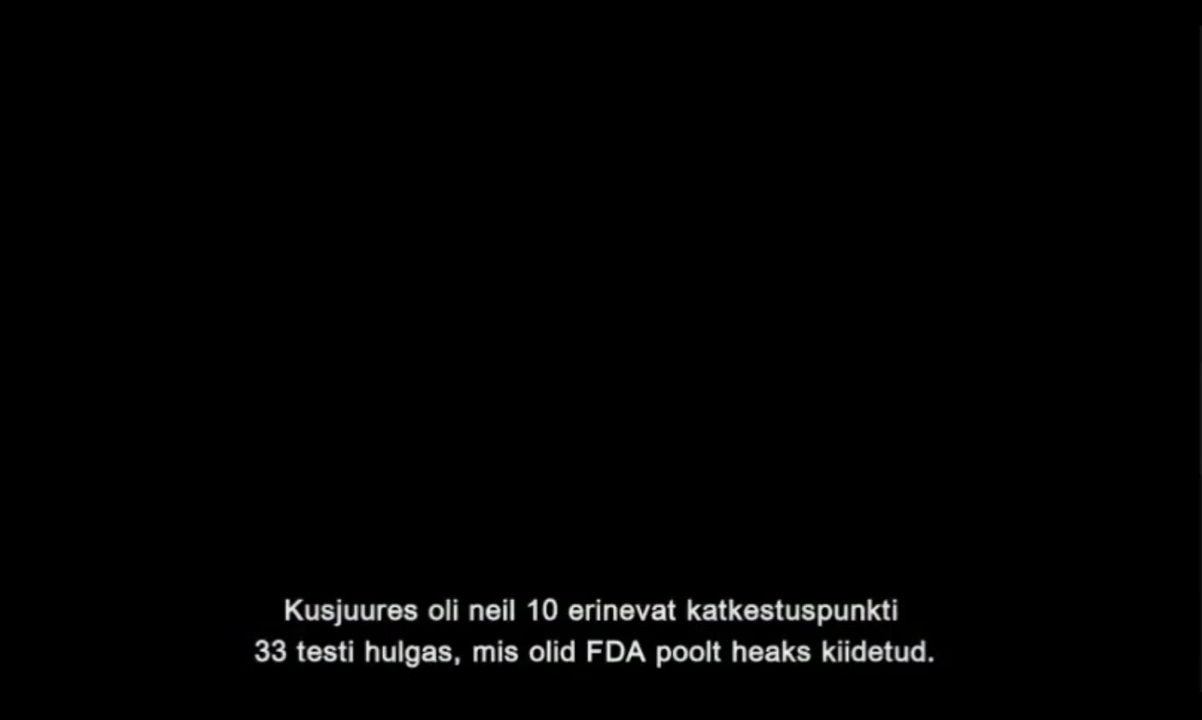 Kusjuures oli neil 10 erinevat katkestuspunkti
33 testi hulgas, mis olid FDA poolt heaks kiidetud.